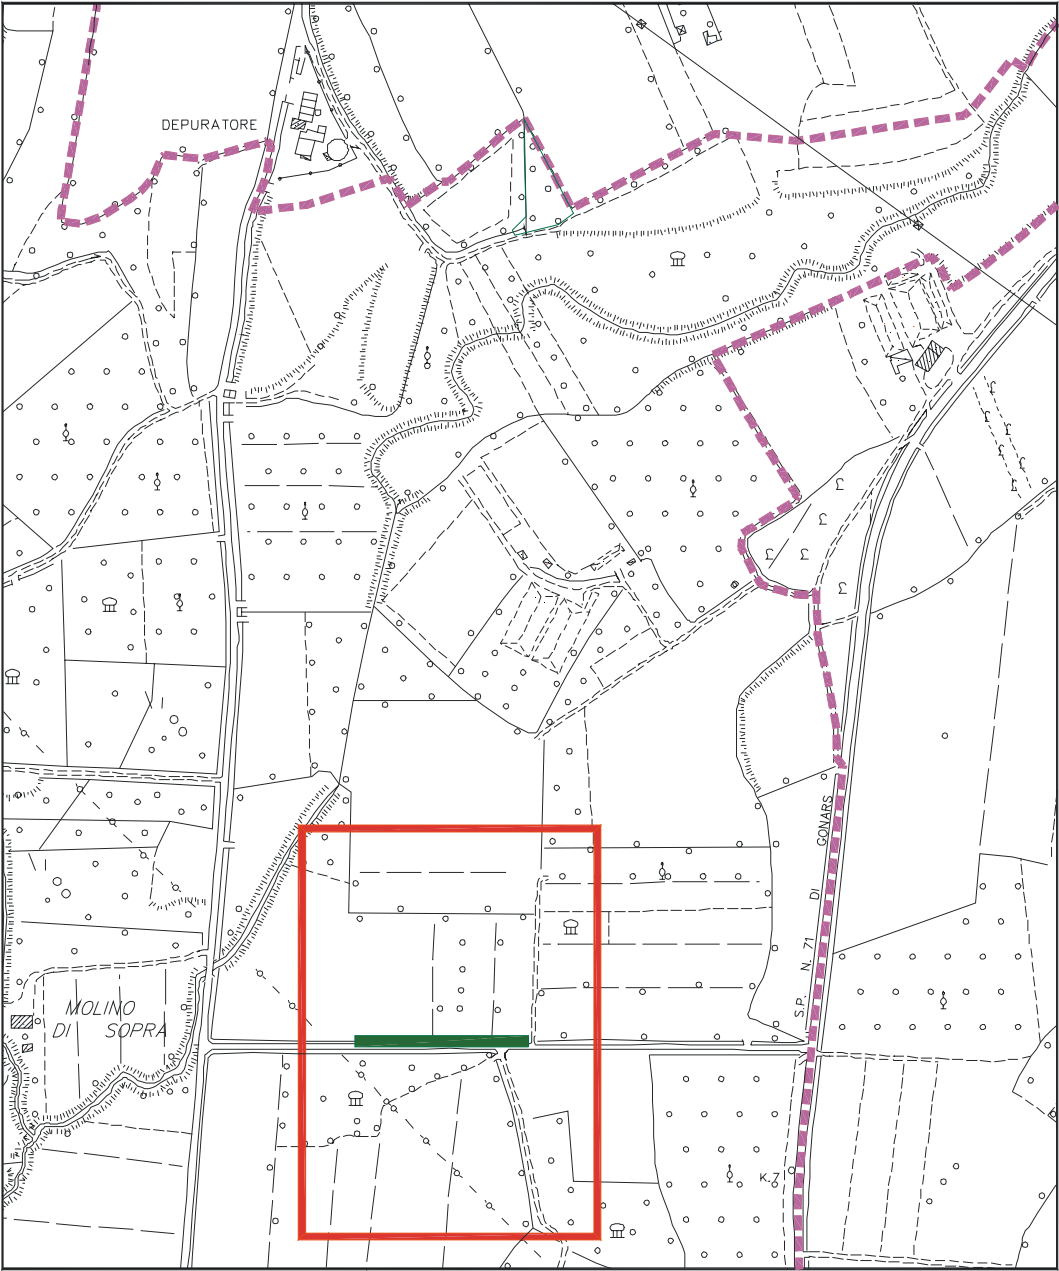 DEPURATORE
S.P. N. 71 DI GONARS
MOLINO
DI SOPRA
K.7